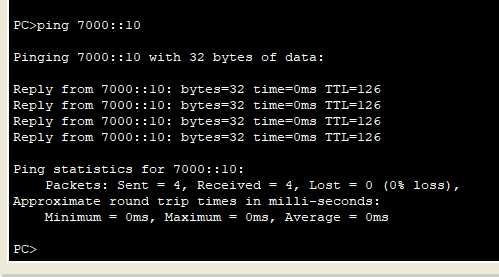 PC>ping 7000::10
Pinging 7000::10 with 32 bytes of data:
Reply from 7000::10: bytes=32 time=0ms TTL=126
Reply from 7000::10: bytes=32 time=0ms TTL=126
Reply from 7000::10: bytes=32 time=0ms TTL=126
Reply from 7000::10: bytes=32 time=0ms TTL=126
Ping statistics for 7000::10:
    Packets: Sent = 4, Received = 4, Lost = 0 (0% loss),
Approximate round trip times in milli-seconds:
    Minimum = 0ms, Maximum = 0ms, Average = 0ms
PC>